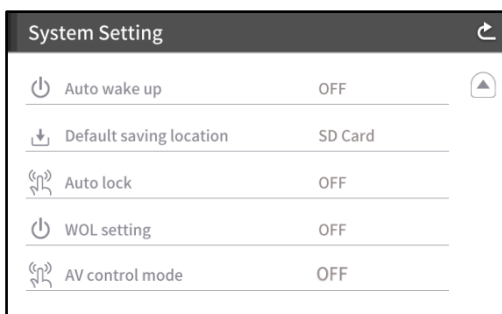 System Setting
Auto wake up OFF
Default saving location SD Card
Auto lock OFF
WOL setting OFF
AV control mode OFF